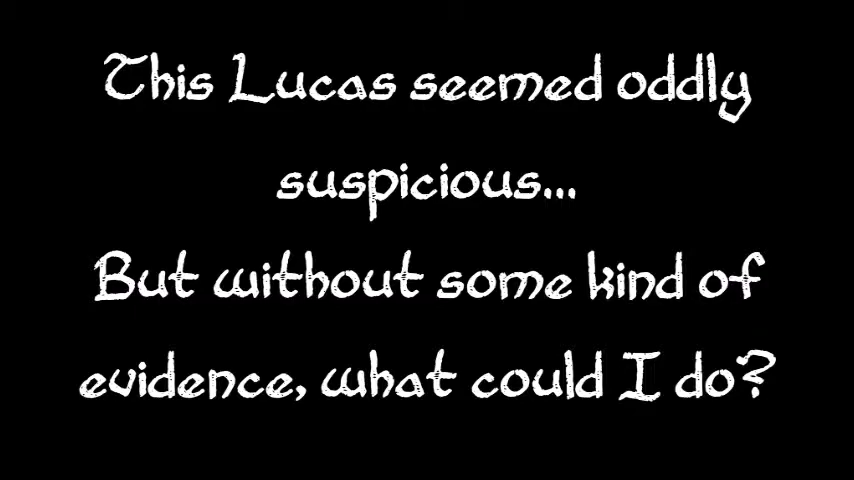 This Lucas seemed oddly
suspicious...
But without some kind of
evidence, what could I do?